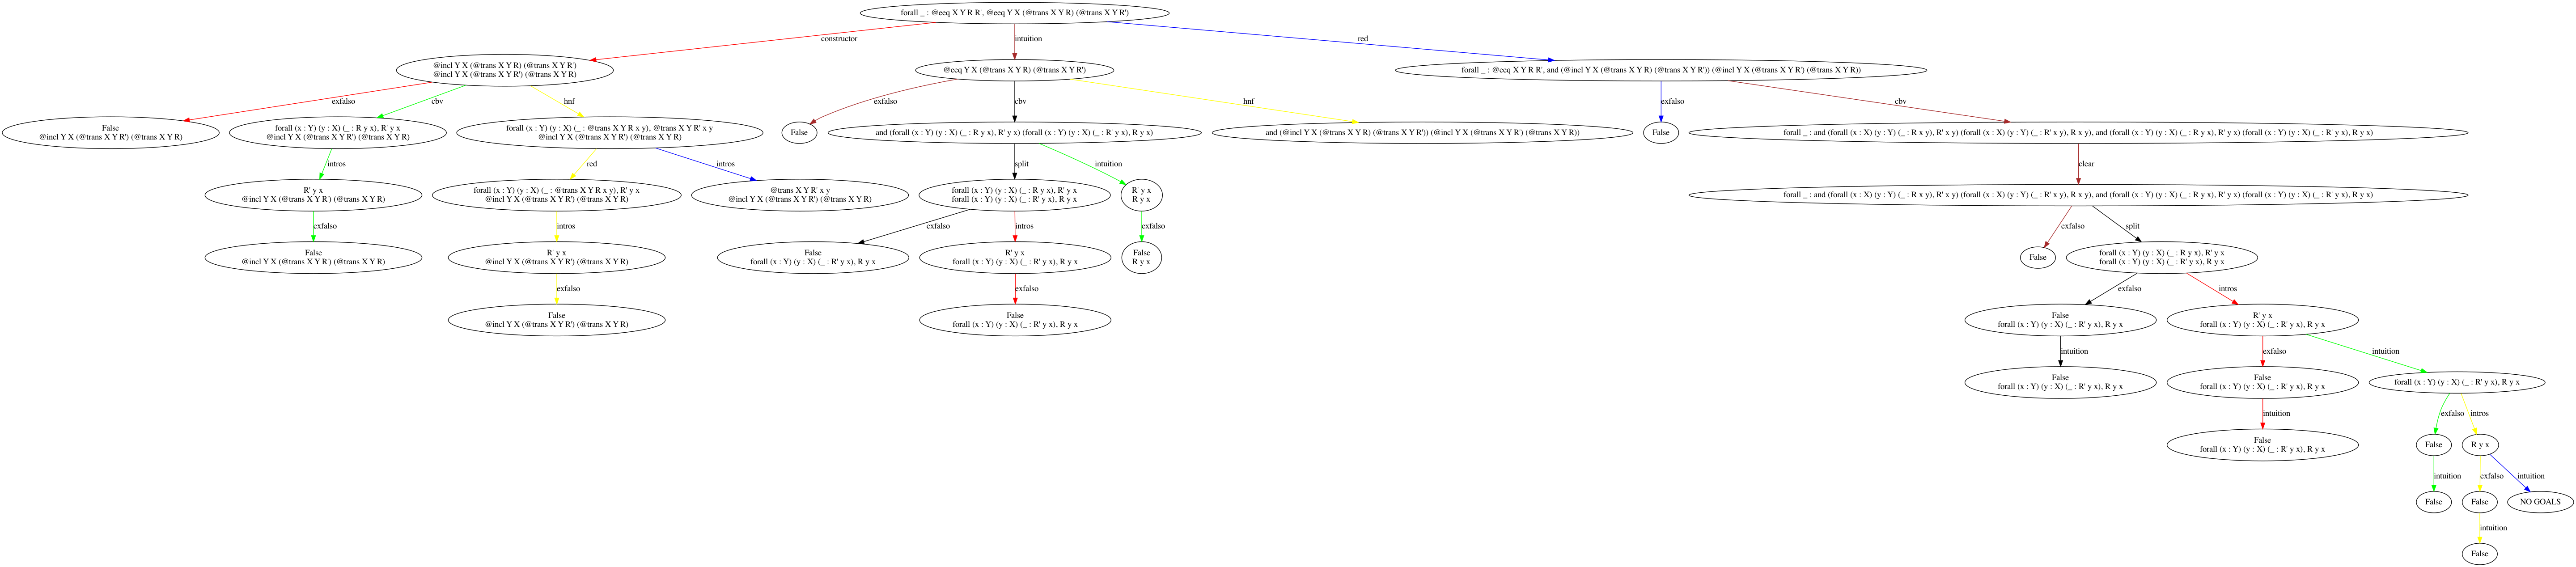 forall _ : @eeq X Y R R', @eeq Y X (@trans X Y R) (@trans X Y R')
constructor
intuition
red
@incl Y X (@trans X Y R) (@trans X Y R')
@incl Y X (@trans X Y R') (@trans X Y R)
@eeq Y X (@trans X Y R) (@trans X Y R')
forall _ : @eeq X Y R R', and (@incl Y X (@trans X Y R) (@trans X Y R')) (@incl Y X (@trans X Y R') (@trans X Y R))
exfalso
cbv
hnf
exfalso
cbv
hnf
exfalso
cbv
False
@incl Y X (@trans X Y R') (@trans X Y R)
forall (x : Y) (y : X) (_ : R y x), R' y x
@incl Y X (@trans X Y R') (@trans X Y R)
forall (x : Y) (y : X) (_ : @trans X Y R x y), @trans X Y R' x y
@incl Y X (@trans X Y R') (@trans X Y R)
False
and (forall (x : Y) (y : X) (_ : R y x), R' y x) (forall (x : Y) (y : X) (_ : R' y x), R y x)
and (@incl Y X (@trans X Y R) (@trans X Y R')) (@incl Y X (@trans X Y R') (@trans X Y R))
False
forall _ : and (forall (x : X) (y : Y) (_ : R x y), R' x y) (forall (x : X) (y : Y) (_ : R' x y), R x y), and (forall (x : Y) (y : X) (_ : R y x), R' y x) (forall (x : Y) (y : X) (_ : R' y x), R y x)
intros
red
intros
split
intuition
clear
R' y x
@incl Y X (@trans X Y R') (@trans X Y R)
forall (x : Y) (y : X) (_ : @trans X Y R x y), R' y x
@incl Y X (@trans X Y R') (@trans X Y R)
@trans X Y R' x y
@incl Y X (@trans X Y R') (@trans X Y R)
forall (x : Y) (y : X) (_ : R y x), R' y x
forall (x : Y) (y : X) (_ : R' y x), R y x
R' y x
R y x
forall _ : and (forall (x : X) (y : Y) (_ : R x y), R' x y) (forall (x : X) (y : Y) (_ : R' x y), R x y), and (forall (x : Y) (y : X) (_ : R y x), R' y x) (forall (x : Y) (y : X) (_ : R' y x), R y x)
exfalso
intros
exfalso
intros
exfalso
exfalso
split
False
@incl Y X (@trans X Y R') (@trans X Y R)
R' y x
@incl Y X (@trans X Y R') (@trans X Y R)
False
forall (x : Y) (y : X) (_ : R' y x), R y x
R' y x
forall (x : Y) (y : X) (_ : R' y x), R y x
False
R y x
False
forall (x : Y) (y : X) (_ : R y x), R' y x
forall (x : Y) (y : X) (_ : R' y x), R y x
exfalso
exfalso
exfalso
intros
False
@incl Y X (@trans X Y R') (@trans X Y R)
False
forall (x : Y) (y : X) (_ : R' y x), R y x
False
forall (x : Y) (y : X) (_ : R' y x), R y x
R' y x
forall (x : Y) (y : X) (_ : R' y x), R y x
intuition
exfalso
intuition
False
forall (x : Y) (y : X) (_ : R' y x), R y x
False
forall (x : Y) (y : X) (_ : R' y x), R y x
forall (x : Y) (y : X) (_ : R' y x), R y x
intuition
exfalso
intros
False
forall (x : Y) (y : X) (_ : R' y x), R y x
False
R y x
intuition
exfalso
intuition
False
False
NO GOALS
intuition
False